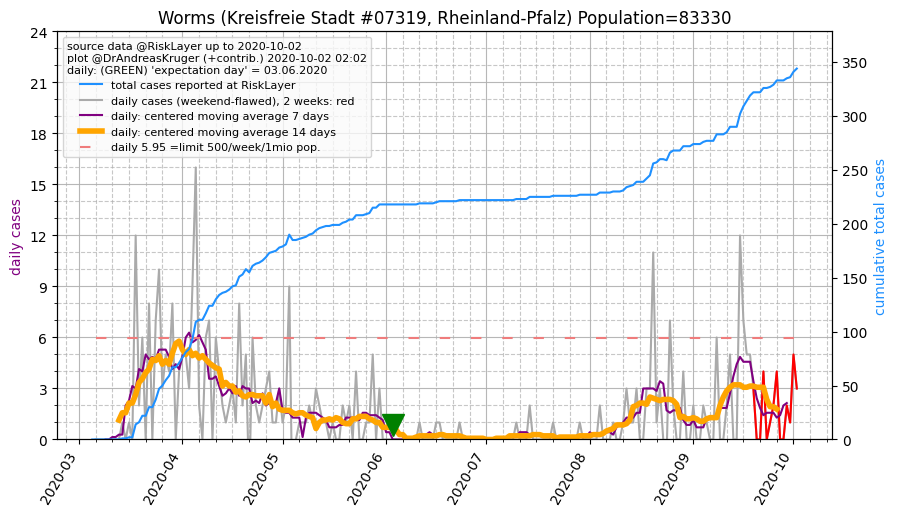 Worms (Kreisfreie Stadt #07319, Rheinland-Pfalz) Population=83330
source data @RiskLayer up to 2020-10-02
plot @DrAndreasKruger (+contrib.) 2020-10-02 02:02
daily: (GREEN) 'expectation day' = 03.06.2020
total cases reported at RiskLayer
daily cases (weekend-flawed), 2 weeks: red
daily: centered moving average 7 days
daily: centered moving average 14 days
daily 5.95 =limit 500/week/1mio pop.
daily cases
24
21
18
15
12
9
6
3
0
cumulative total cases
350
300
250
200
150
100
50
0
2020-03
2020-04
2020-05
2020-06
2020-07
2020-08
2020-09
2020-10